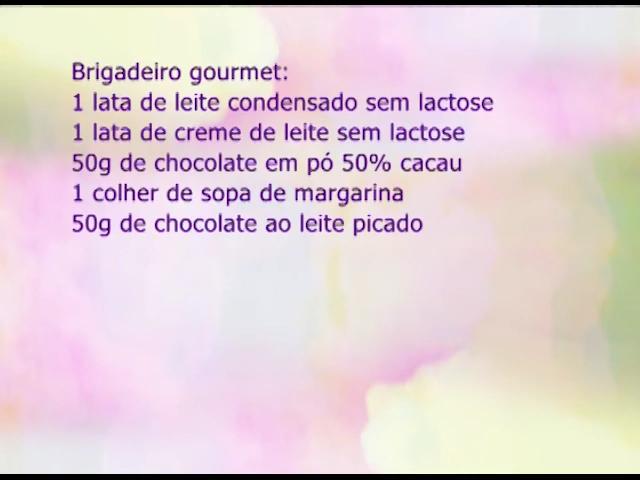 Brigadeiro gourmet:
1 lata de leite condensado sem lactose
1 lata de creme de leite sem lactose
50g de chocolate em pó 50% cacau
1 colher de sopa de margarina
50g de chocolate ao leite picado